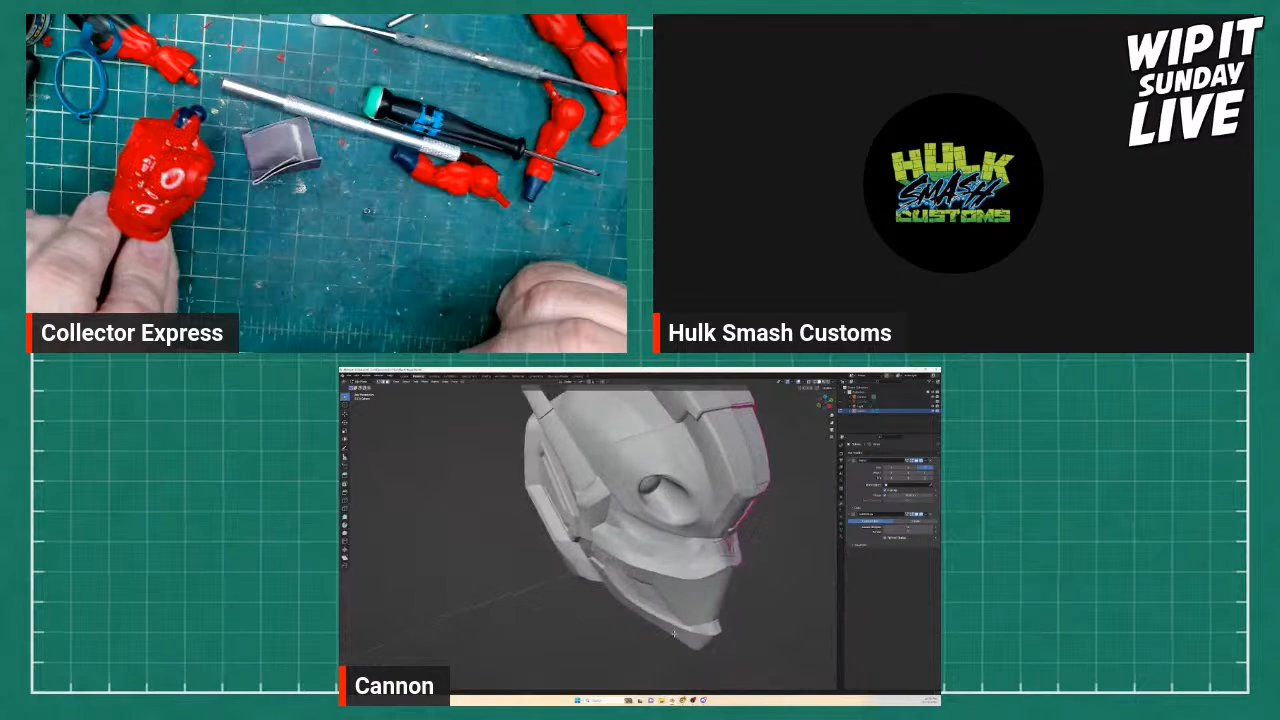 WIP IT
SUNDAY
LIVE
HULK
SMASH
CUSTOMS
Collector Express
Hulk Smash Customs
Cannon